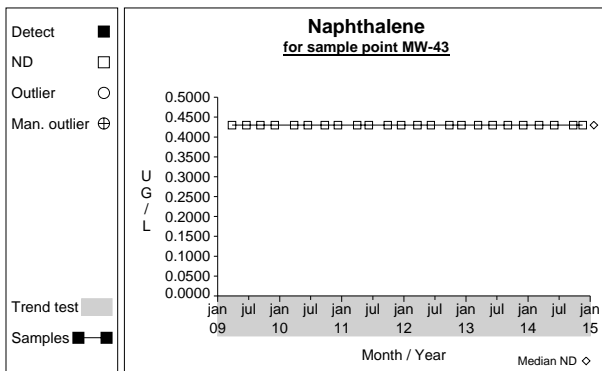 Detect
ND
Outlier
Man. outlier
Trend test
Samples
Naphthalene
for sample point MW-43
U
G
/
L
0.5000
0.4500
0.4000
0.3500
0.3000
0.2500
0.2000
0.1500
0.1000
0.0500
0.0000
jan jul jan jul jan jul jan jul jan jul jan jul jan
09 10 11 12 13 14 15
Month / Year
Median ND